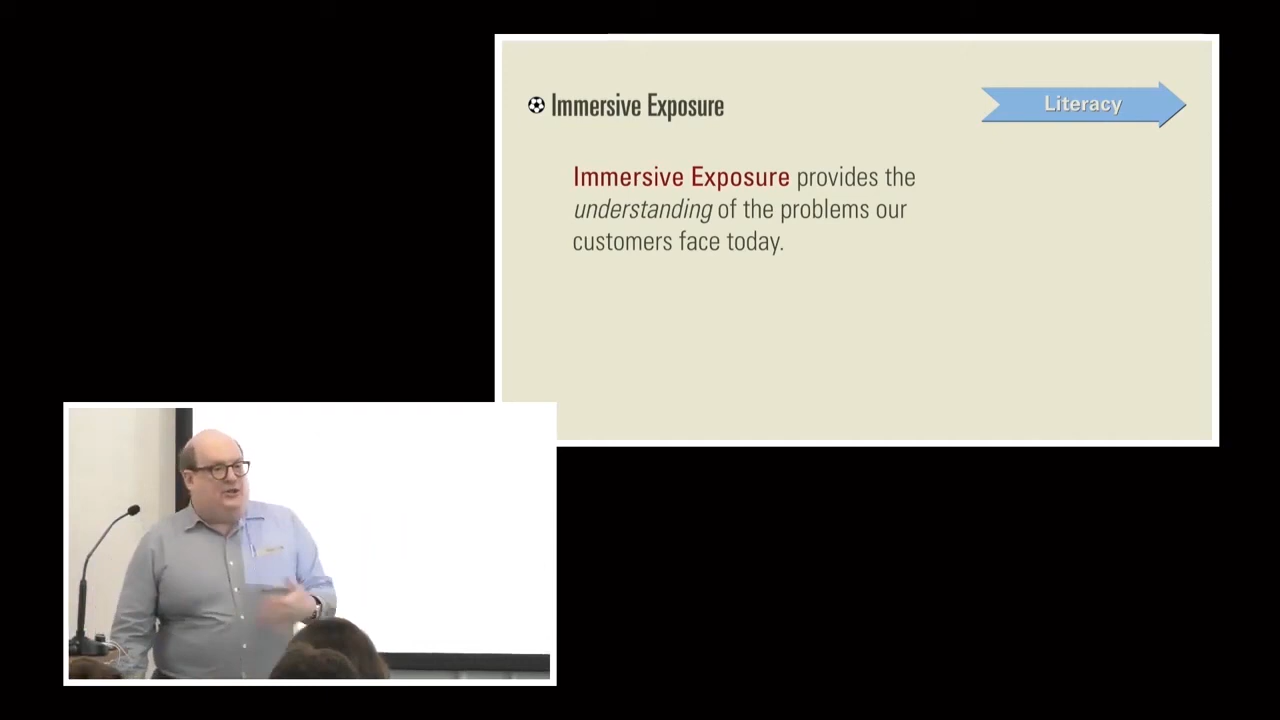 Immersive Exposure
Literacy
Immersive Exposure provides the
understanding of the problems our
customers face today.